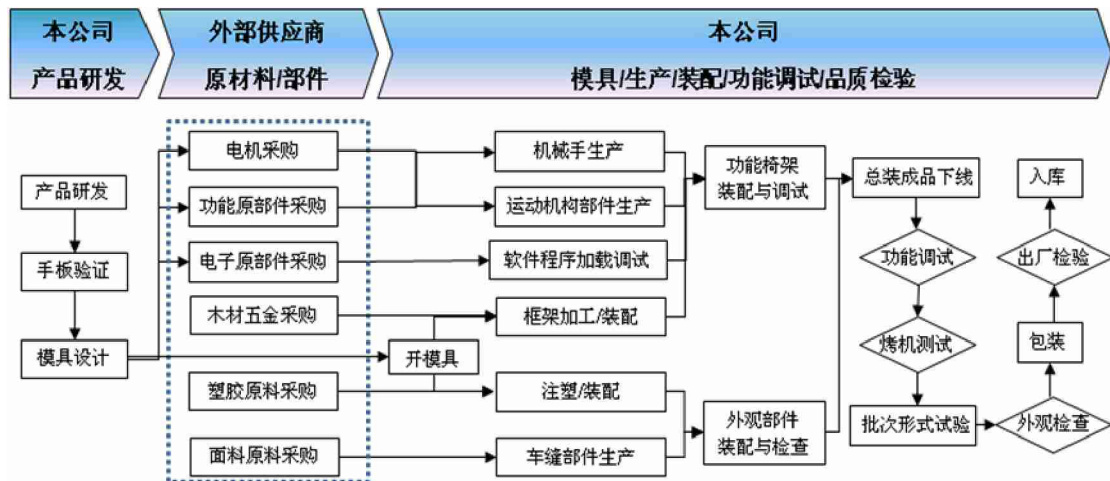 本公司
产品研发
外部供应商
原材料/部件
本公司
模具/生产/装配/功能调试/品质检验
产品研发
手板验证
模具设计
电机采购
功能原部件采购
电子原部件采购
木材五金采购
塑胶原料采购
面料原料采购
开模具
机械手生产
运动机构部件生产
软件程序加载调试
框架加工/装配
注塑/装配
车缝部件生产
功能椅架
装配与调试
外观部件
装配与检查
总装成品下线
功能调试
烤机测试
批次形式试验
外观检查
包装
出厂检验
入库